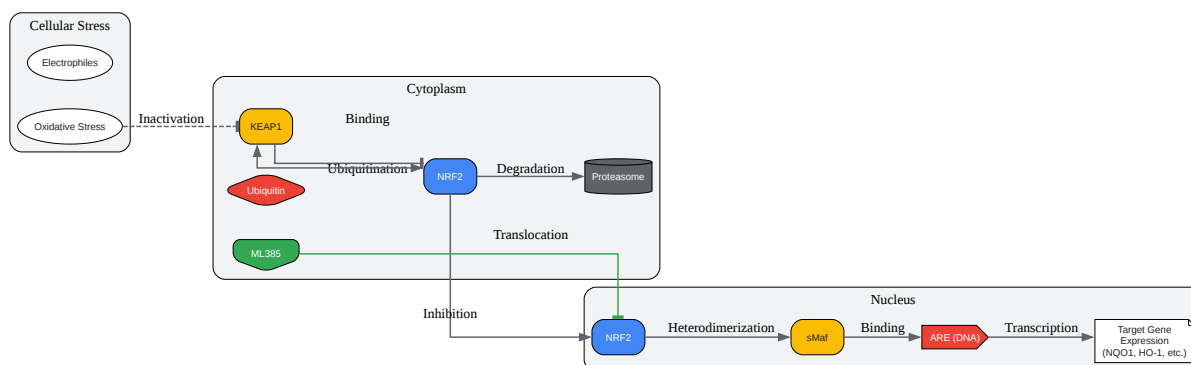 Cellular Stress
Electrophiles
Oxidative Stress
Inactivation
Cytoplasm
KEAP1
Binding
Ubiquitination
Ubiquitin
NRF2
Degradation
Proteasome
ML385
Translocation
Inhibition
Nucleus
NRF2
Heterodimerization
sMaf
Binding
ARE (DNA)
Transcription
Target Gene
Expression
(NQO1, HO-1, etc.)